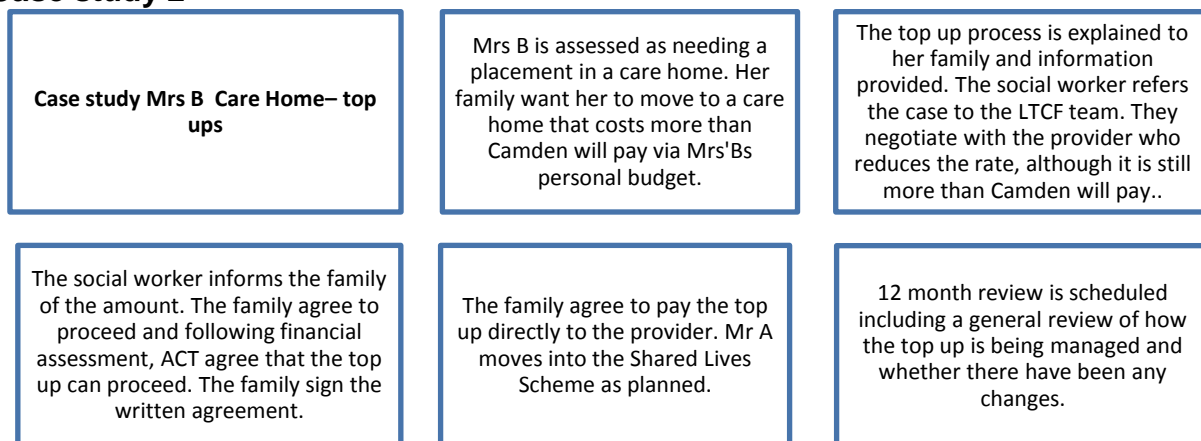 Case study Mrs B  Care Home– top
ups
Mrs B is assessed as needing a
placement in a care home. Her
family want her to move to a care
home that costs more than
Camden will pay via Mrs'Bs
personal budget.
The top up process is explained to
her family and information
provided. The social worker refers
the case to the LTCF team. They
negotiate with the provider who
reduces the rate, although it is still
more than Camden will pay..
The social worker informs the family
of the amount. The family agree to
proceed and following financial
assessment, ACT agree that the top
up can proceed. The family sign the
written agreement.
The family agree to pay the top
up directly to the provider. Mr A
moves into the Shared Lives
Scheme as planned.
12 month review is scheduled
including a general review of how
the top up is being managed and
whether there have been any
changes.